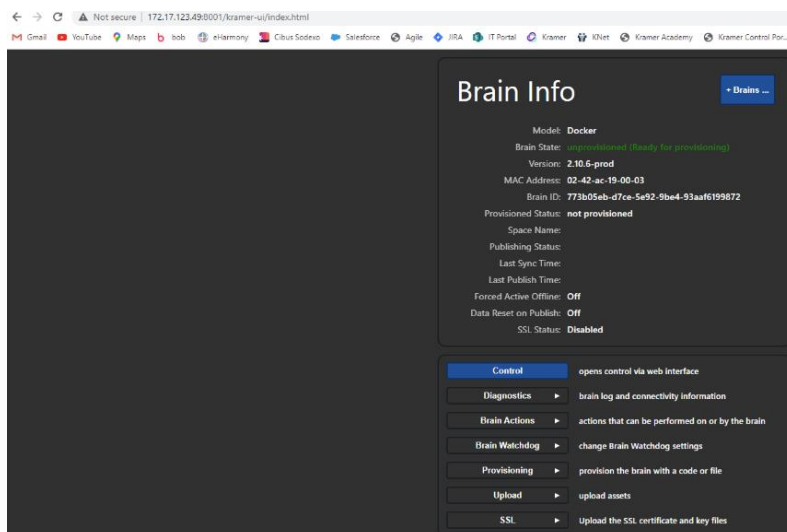 Not secure | 172.17.123.49:8001/kramer-ui/index.html
Gmail YouTube Maps bob eHarmony Cibus Sodexo Salesforce Agile JIRA IT Portal Kramer KNet Kramer Academy Kramer Control Por...
Brain Info
+ Brains ...
Model: Docker
Brain State: unprovisioned (Ready for provisioning)
Version: 2.10.6-prod
MAC Address: 02-42-ac-19-00-03
Brain ID: 773b05eb-d7ce-5e92-9be4-93aaf6199872
Provisioned Status: not provisioned
Space Name:
Publishing Status:
Last Sync Time:
Last Publish Time:
Forced Active Offline: Off
Data Reset on Publish: Off
SSL Status: Disabled
Control opens control via web interface
Diagnostics brain log and connectivity information
Brain Actions actions that can be performed on or by the brain
Brain Watchdog change Brain Watchdog settings
Provisioning provision the brain with a code or file
Upload upload assets
SSL Upload the SSL certificate and key files